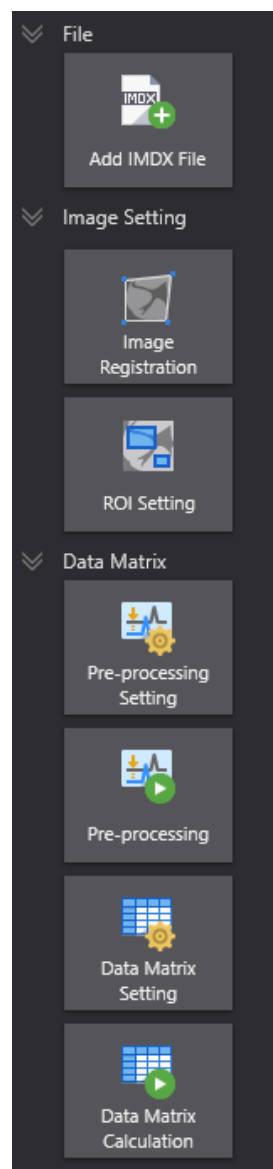 File
IMDX
Add IMDX File
Image Setting
Image
Registration
ROI Setting
Data Matrix
Pre-processing
Setting
Pre-processing
Data Matrix
Setting
Data Matrix
Calculation